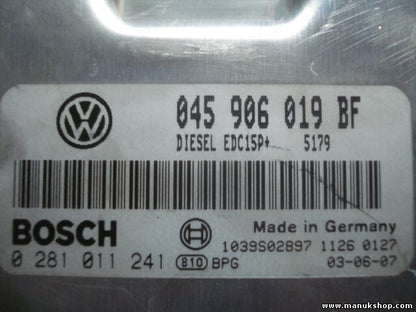 045 906 019 BF
DIESEL EDC15P+ 5179
BOSCH
Made in Germany
1039S02897 1126 0127
0 281 011 241 810 BPG 03-06-07
www.manukshop.com